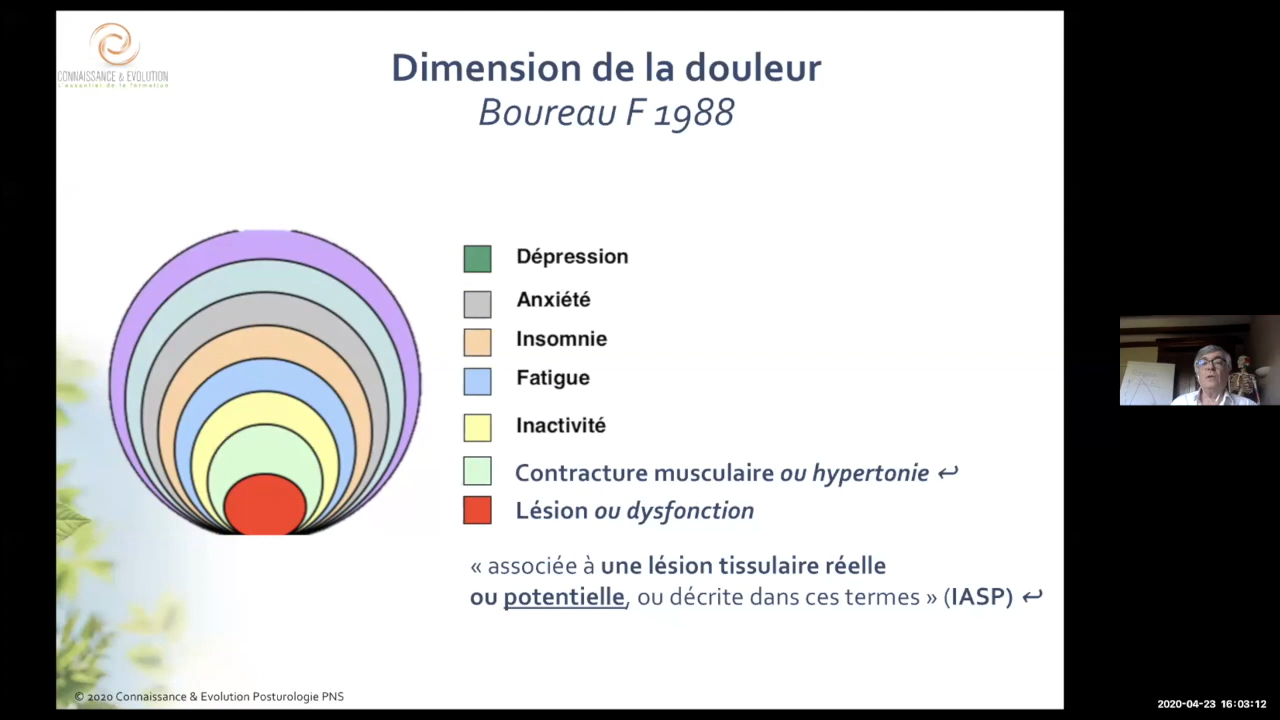 CONNAISSANCE & EVOLUTION
L'essentiel de la formation
Dimension de la douleur
Boureau F 1988
Dépression
Anxiété
Insomnie
Fatigue
Inactivité
Contracture musculaire ou hypertonie ↩
Lésion ou dysfonction
« associée à une lésion tissulaire réelle
ou potentielle, ou décrite dans ces termes » (IASP) ↩
© 2020 Connaissance & Evolution Posturologie PNS
2020-04-23 16:03:12